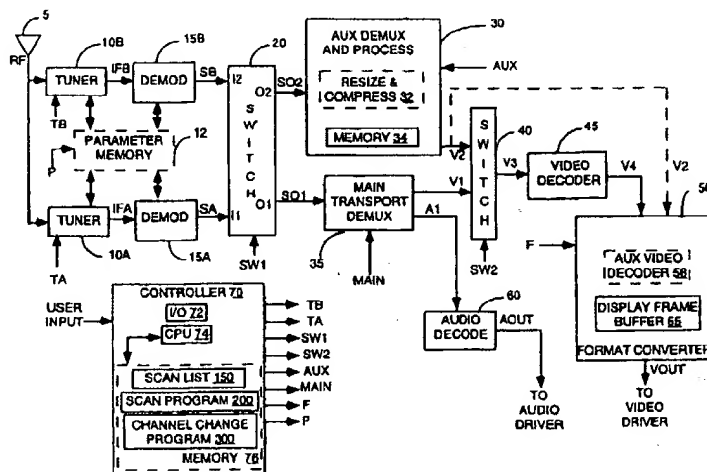 5
RF
10B
TUNER
IFB
15B
DEMOD
SB
TB
PARAMETER
MEMORY
12
P
TUNER
10A
IFA
DEMOD
15A
SA
TA
20
I2
O2
SWITCH
I1
O1
SW1
SO2
SO1
30
AUX DEMUX
AND PROCESS
RESIZE &
COMPRESS 32
MEMORY 34
AUX
V2
MAIN
TRANSPORT
DEMUX
35
MAIN
V1
A1
SWITCH
40
SW2
V3
45
VIDEO
DECODER
V4
V2
F
AUX VIDEO
DISPLAY FRAME
FORMAT CONVERTER
VOUT
TO
VIDEO
DRIVER
60
AUDIO
DECODE
AOUT
TO
AUDIO
DRIVER
USER
INPUT
CONTROLLER 70
I/O 72
CPU 74
SCAN LIST 150
SCAN PROGRAM 200
CHANNEL CHANGE
PROGRAM 300
MEMORY 76
TB
TA
SW1
SW2
AUX
MAIN
F
P